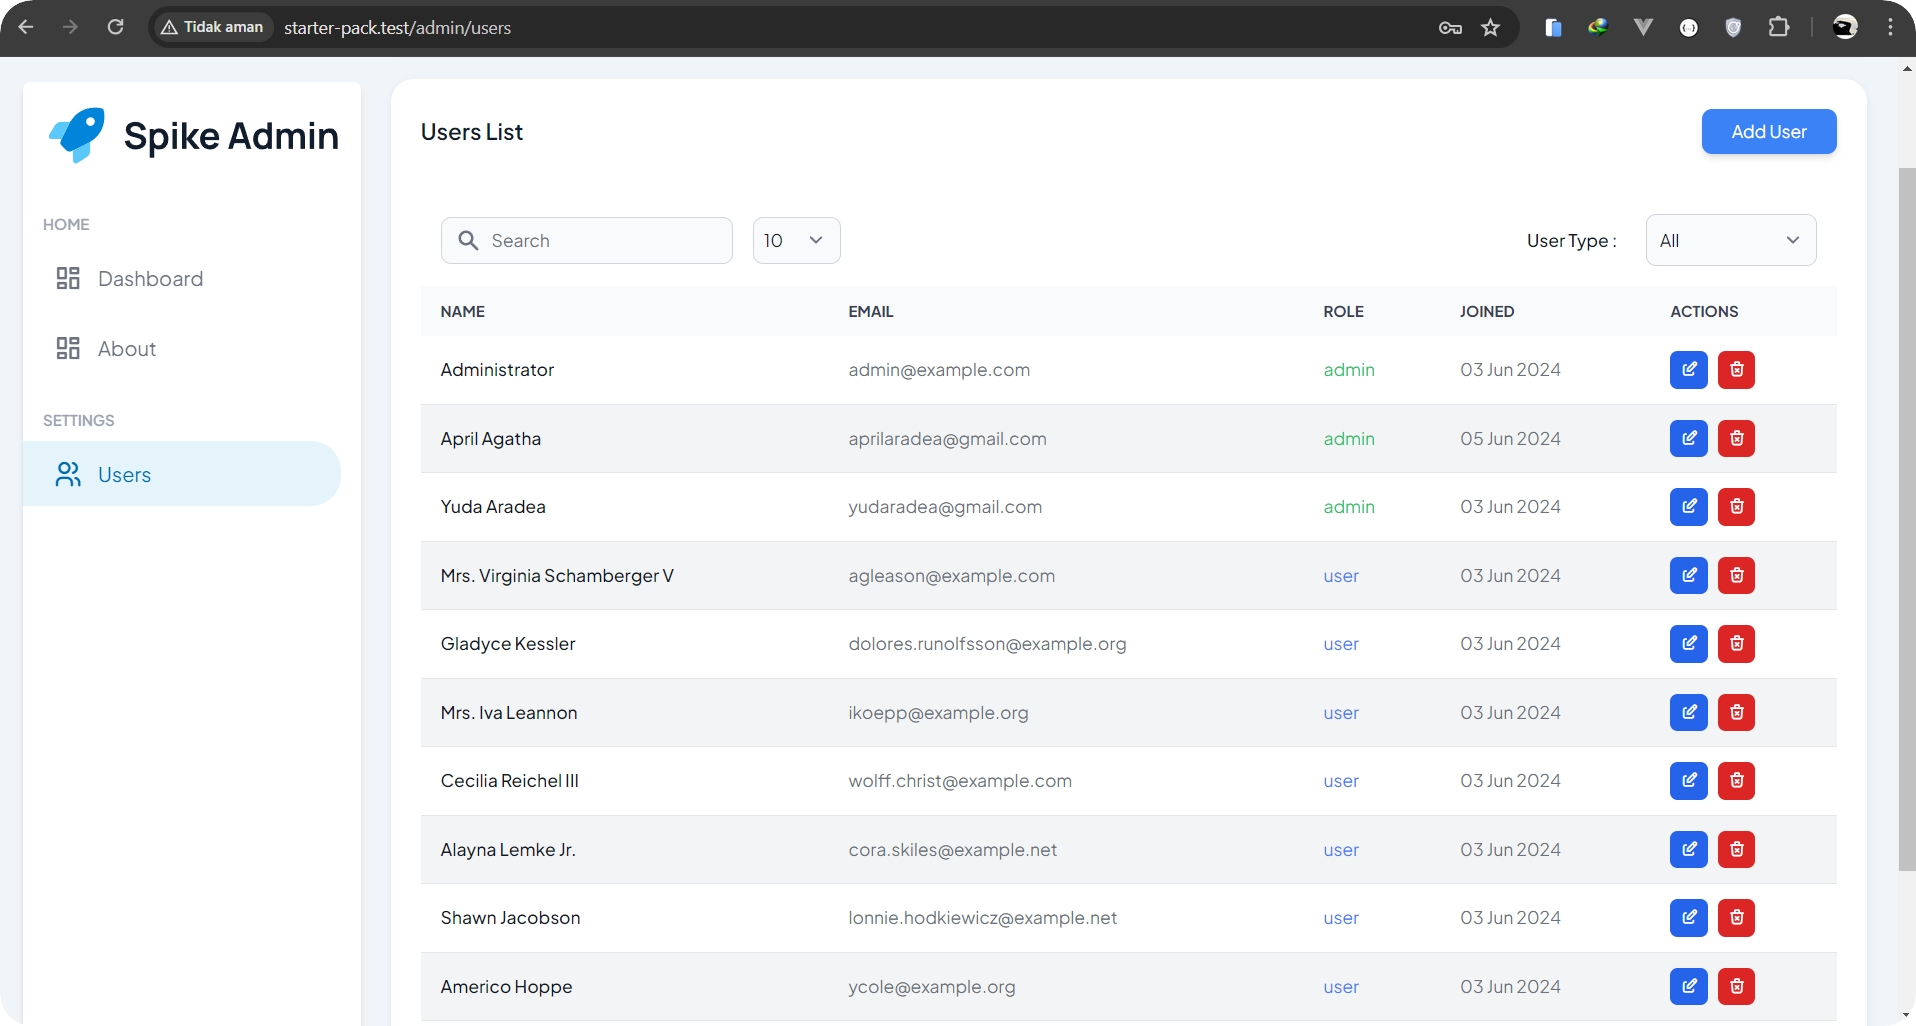 Tidak aman starter-pack.test/admin/users
Spike Admin
HOME
Dashboard
About
SETTINGS
Users
Users List
Add User
Search
10
User Type :
All
NAME EMAIL ROLE JOINED ACTIONS
Administrator admin@example.com admin 03 Jun 2024
April Agatha aprilaradea@gmail.com admin 05 Jun 2024
Yuda Aradea yudaradea@gmail.com admin 03 Jun 2024
Mrs. Virginia Schamberger V agleason@example.com user 03 Jun 2024
Gladyce Kessler dolores.runolfsson@example.org user 03 Jun 2024
Mrs. Iva Leannon ikoepp@example.org user 03 Jun 2024
Cecilia Reichel III wolff.christ@example.com user 03 Jun 2024
Alayna Lemke Jr. cora.skiles@example.net user 03 Jun 2024
Shawn Jacobson lonnie.hodkiewicz@example.net user 03 Jun 2024
Americo Hoppe ycole@example.org user 03 Jun 2024